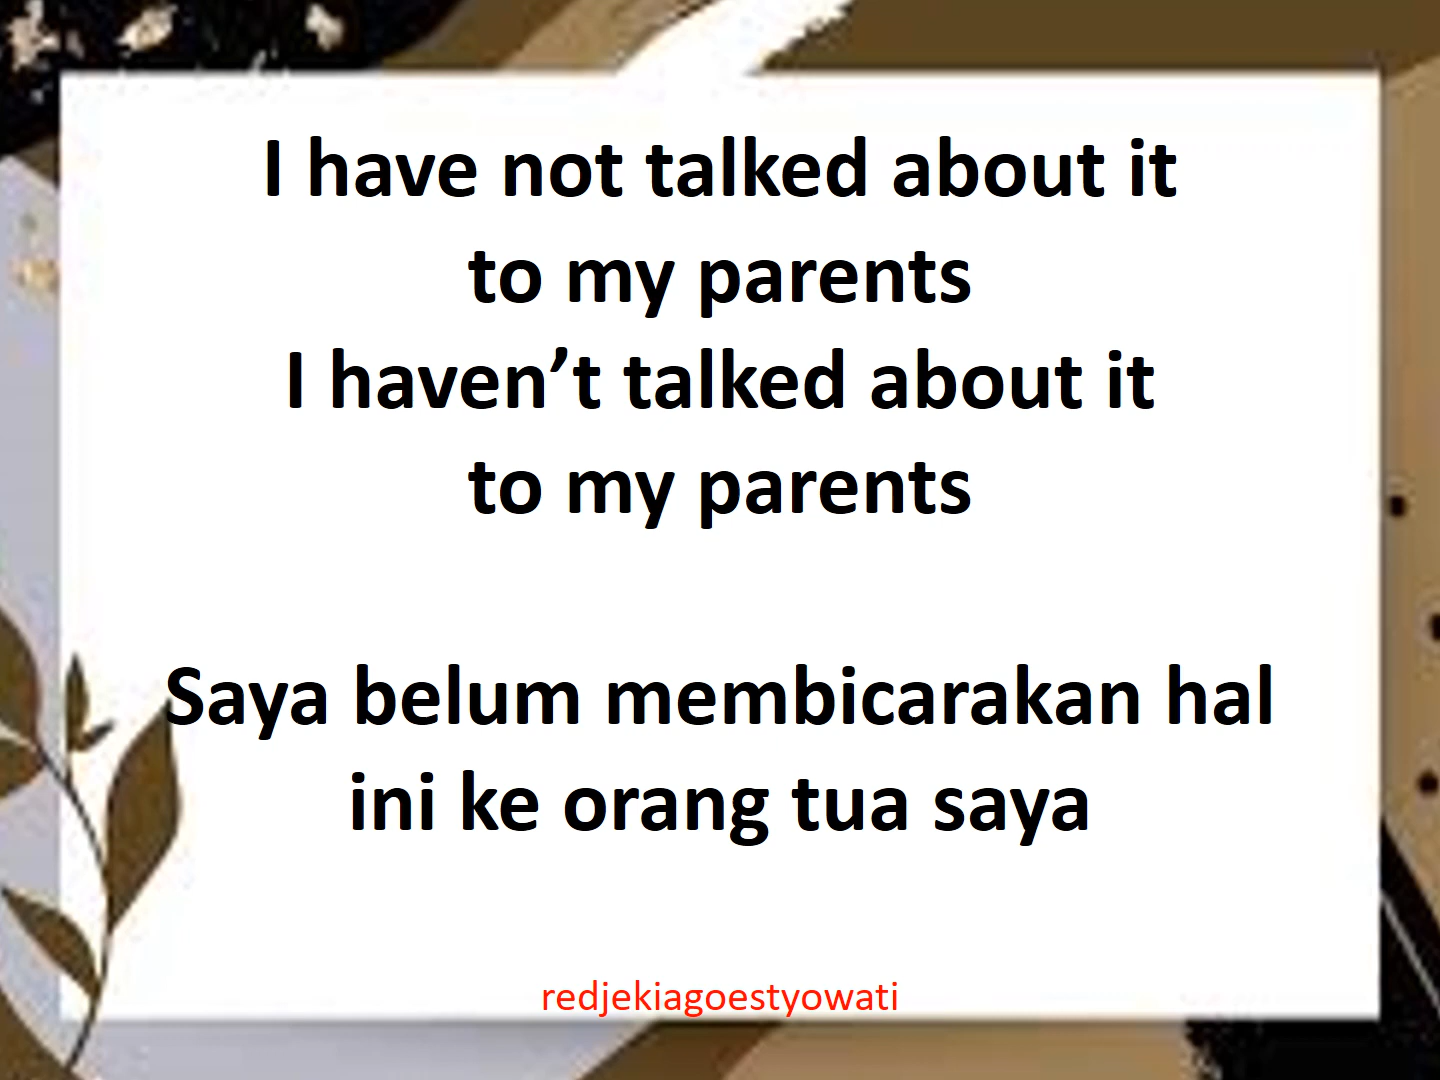 I have not talked about it
to my parents
I haven’t talked about it
to my parents
Saya belum membicarakan hal
ini ke orang tua saya
redjekiagoestyowati